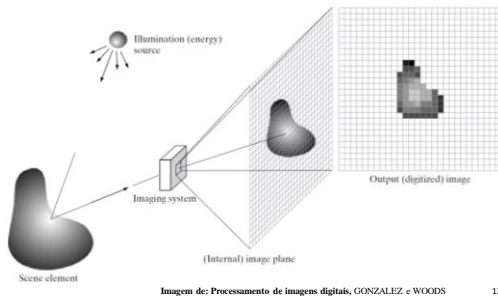 Illumination (energy)
source
Output (digitized) image
Imaging system
(Internal) image plane
Scene element
Imagem de: Processamento de imagens digitais, GONZALEZ e WOODS